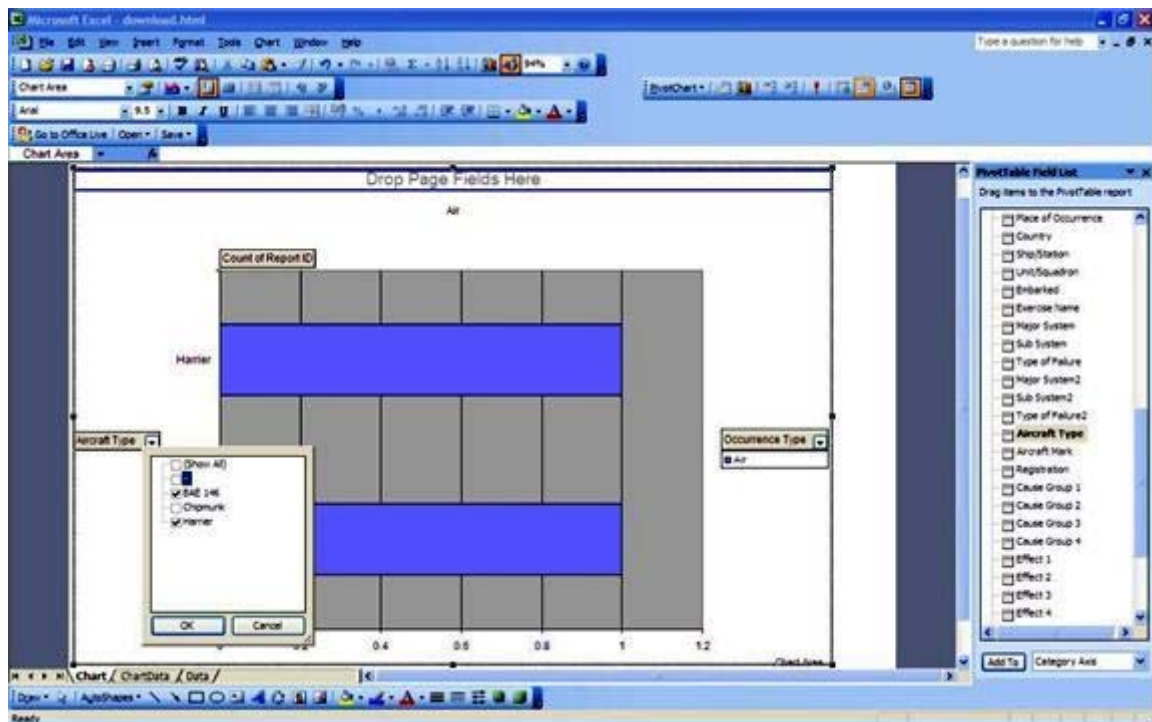 Microsoft Excel - download.html
File Edit View Insert Format Tools Chart Window Help
Type a question for help
94%
Chart Area
PivotChart
Arial
9.5
B I U
Go to Office Live | Open | Save
Chart Area
fx
Drop Page Fields Here
Air
Count of Report ID
Harrier
Aircraft Type
(Show All)
-
BAE 146
Chipmunk
Harrier
OK
Cancel
0.4
0.6
0.8
1
1.2
Occurrence Type
Air
Chart Area
PivotTable Field List
Drag items to the PivotTable report
Place of Occurrence
Country
Ship/Station
Unit/Squadron
Embarked
Exercise Name
Major System
Sub System
Type of Failure
Major System2
Sub System2
Type of Failure2
Aircraft Type
Aircraft Mark
Registration
Cause Group 1
Cause Group 2
Cause Group 3
Cause Group 4
Effect 1
Effect 2
Effect 3
Effect 4
Add To
Category Axis
Chart / ChartData / Data /
Draw
AutoShapes
Ready